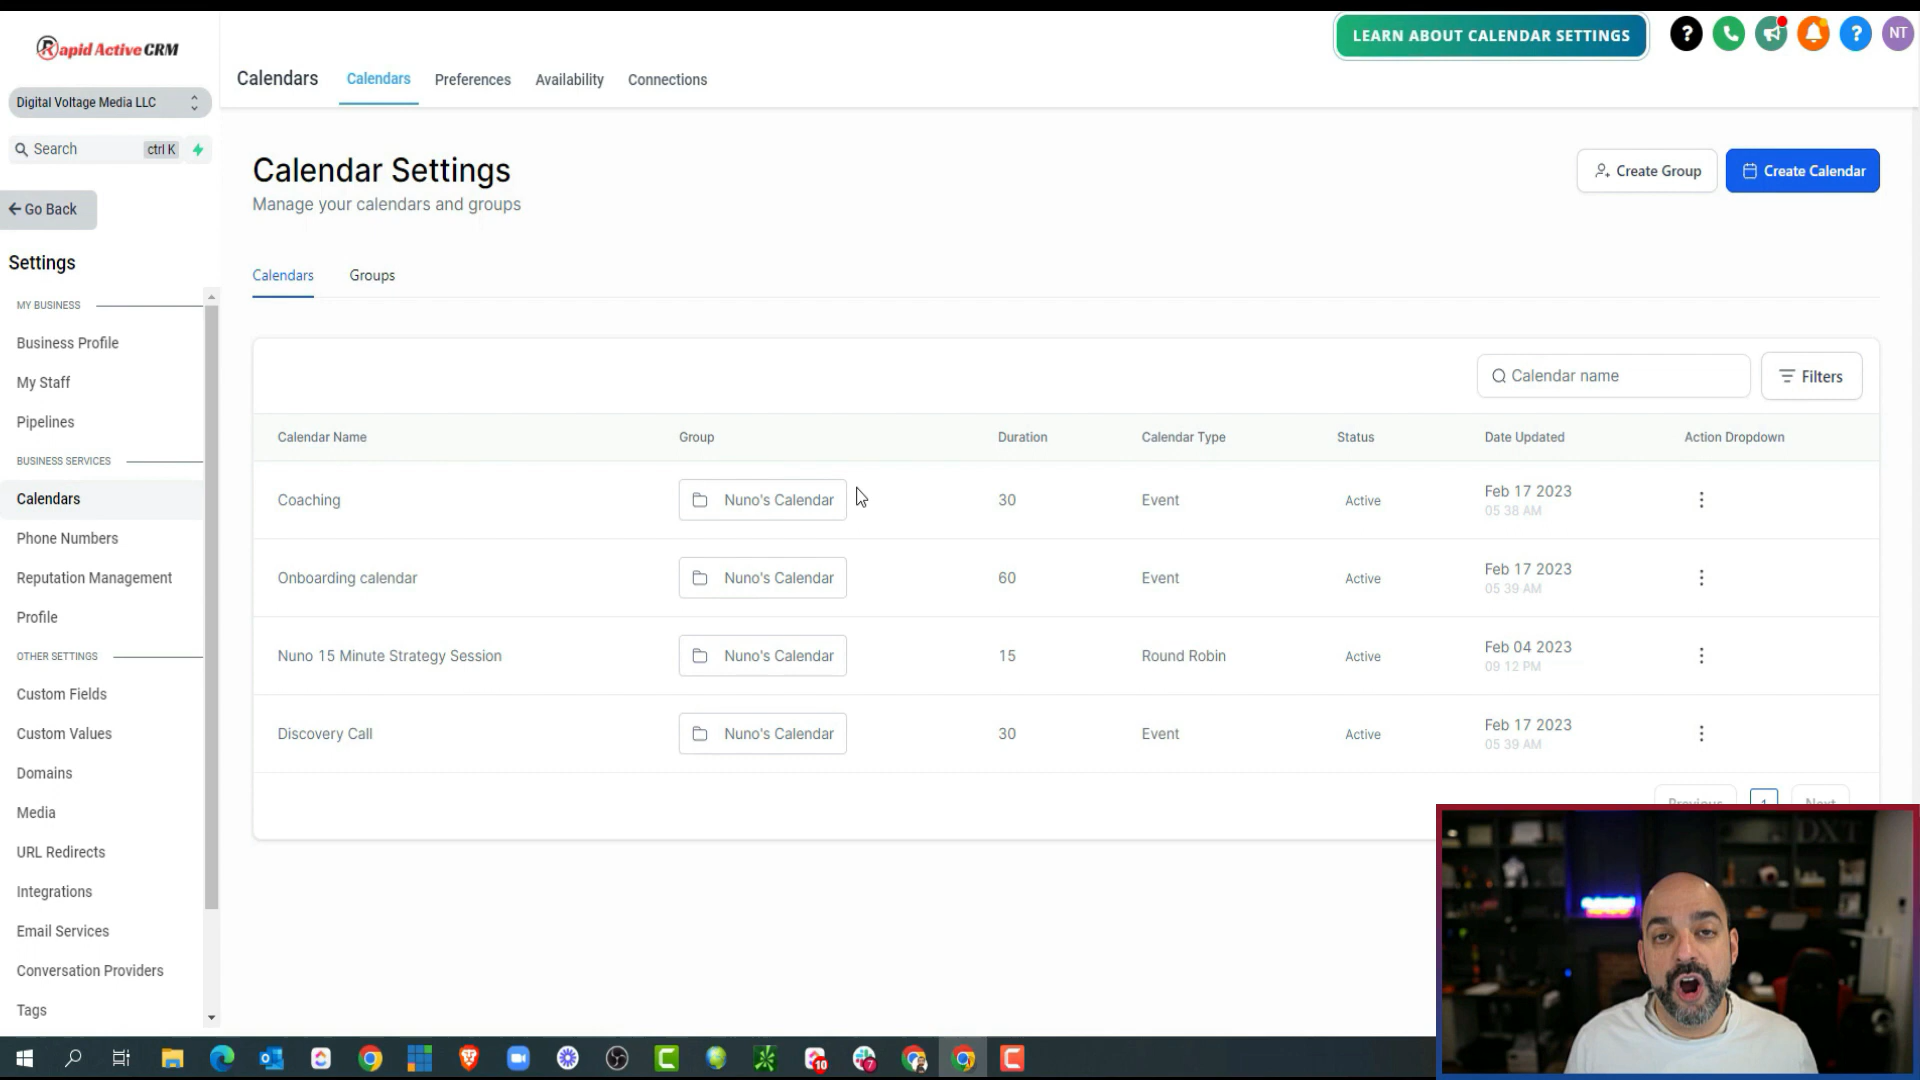 Rapid Active CRM
LEARN ABOUT CALENDAR SETTINGS
?
?
NT
Calendars
Calendars
Preferences
Availability
Connections
Digital Voltage Media LLC
Search
ctrl K
Go Back
Settings
MY BUSINESS
Business Profile
My Staff
Pipelines
BUSINESS SERVICES
Calendars
Phone Numbers
Reputation Management
Profile
OTHER SETTINGS
Custom Fields
Custom Values
Domains
Media
URL Redirects
Integrations
Email Services
Conversation Providers
Tags
Calendar Settings
Manage your calendars and groups
Create Group
Create Calendar
Calendars
Groups
Calendar name
Filters
Calendar Name Group Duration Calendar Type Status Date Updated Action Dropdown
Coaching Nuno's Calendar 30 Event Active Feb 17 2023
05 38 AM
Onboarding calendar Nuno's Calendar 60 Event Active Feb 17 2023
05 39 AM
Nuno 15 Minute Strategy Session Nuno's Calendar 15 Round Robin Active Feb 04 2023
09 12 PM
Discovery Call Nuno's Calendar 30 Event Active Feb 17 2023
05 39 AM
Previous 1 Next
DXT
10
7